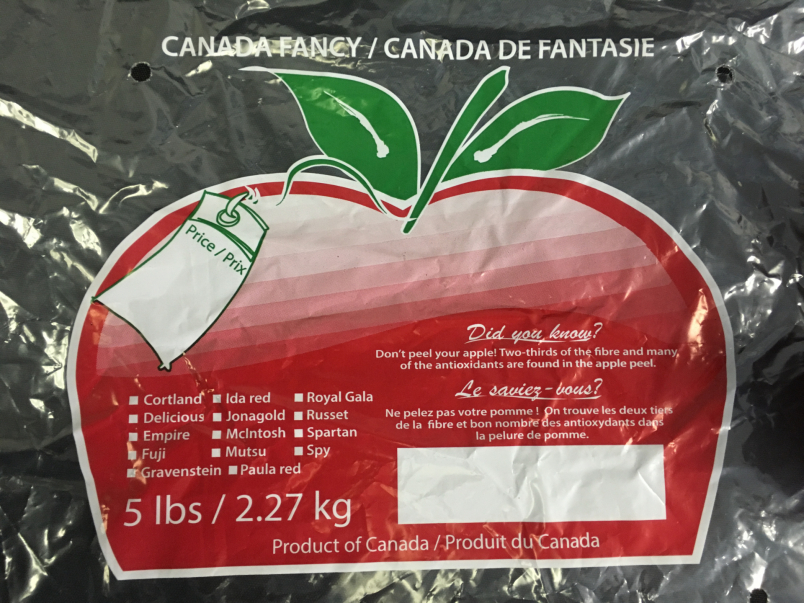 CANADA FANCY / CANADA DE FANTASIE
Price / Prix
Did you know?
Don't peel your apple! Two-thirds of the fibre and many
of the antioxidants are found in the apple peel.
Le saviez-vous?
Ne pelez pas votre pomme ! On trouve les deux tiers
de la fibre et bon nombre des antioxydants dans
la pelure de pomme.
Cortland Ida red Royal Gala
Delicious Jonagold Russet
Empire McIntosh Spartan
Fuji Mutsu Spy
Gravenstein Paula red
5 lbs / 2.27 kg
Product of Canada / Produit du Canada